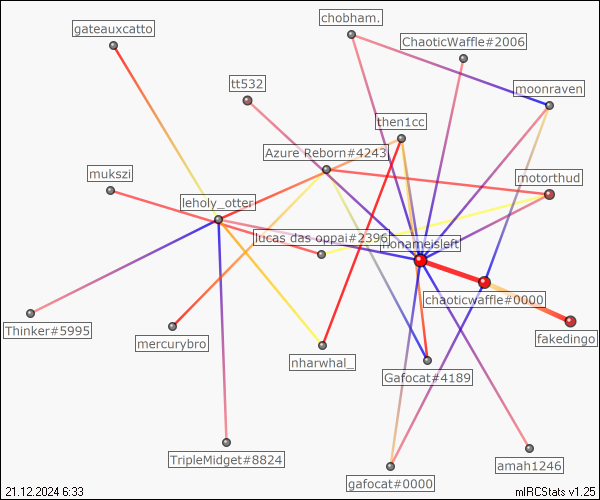 chobham.
gateauxcatto
ChaoticWaffle#2006
tt532
moonraven
then1cc
Azure Reborn#4243
mukszi
motorthud
leholy_otter
lucas das oppai#2396
nonameisleft
chaoticwaffle#0000
Thinker#5995
mercurybro
fakedingo
nharwhal_
Gafocat#4189
TripleMidget#8824
amah1246
gafocat#0000
21.12.2024 6:33
mIRCStats v1.25